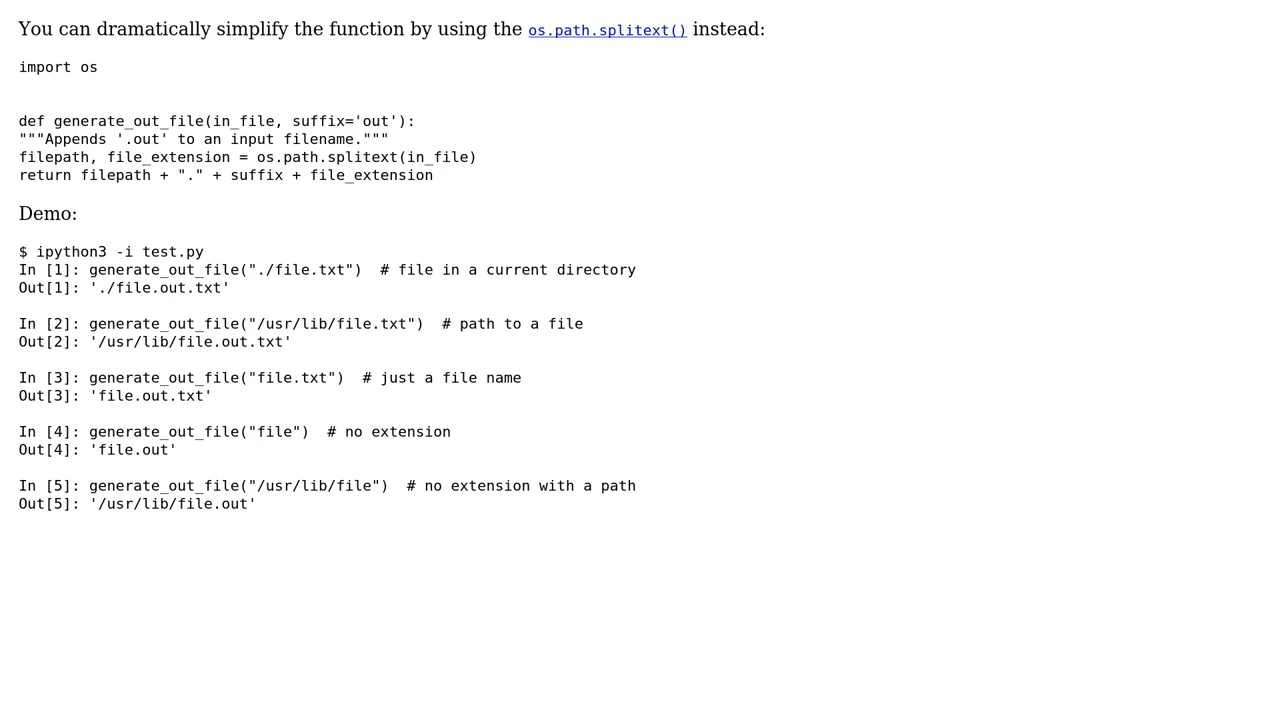 You can dramatically simplify the function by using the os.path.splitext() instead:
import os
def generate_out_file(in_file, suffix='out'):
"""Appends '.out' to an input filename."""
filepath, file_extension = os.path.splitext(in_file)
return filepath + "." + suffix + file_extension
Demo:
$ ipython3 -i test.py
In [1]: generate_out_file("./file.txt")  # file in a current directory
Out[1]: './file.out.txt'
In [2]: generate_out_file("/usr/lib/file.txt")  # path to a file
Out[2]: '/usr/lib/file.out.txt'
In [3]: generate_out_file("file.txt")  # just a file name
Out[3]: 'file.out.txt'
In [4]: generate_out_file("file")  # no extension
Out[4]: 'file.out'
In [5]: generate_out_file("/usr/lib/file")  # no extension with a path
Out[5]: '/usr/lib/file.out'